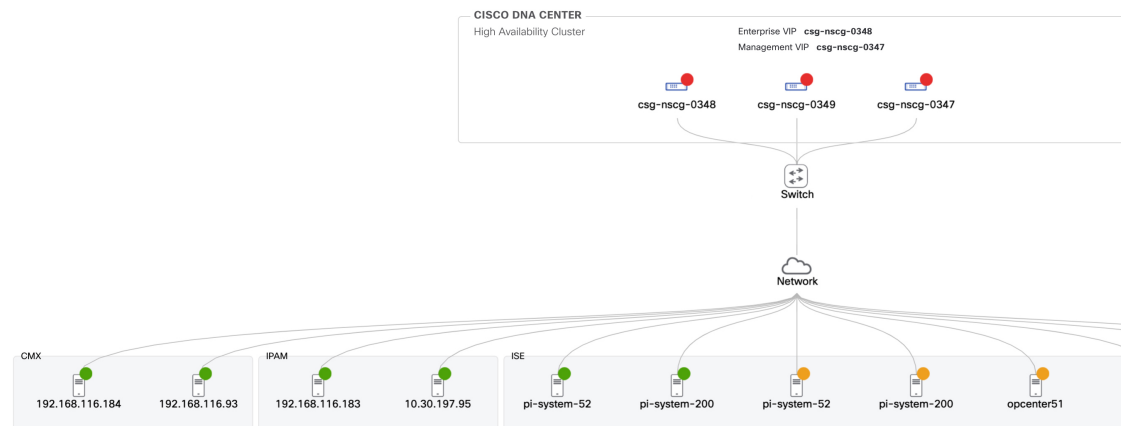 CISCO DNA CENTER
High Availability Cluster
Enterprise VIP csg-nscg-0348
Management VIP csg-nscg-0347
csg-nscg-0348 csg-nscg-0349 csg-nscg-0347
Switch
Network
CMX IPAM ISE
192.168.116.184 192.168.116.93 192.168.116.183 10.30.197.95 pi-system-52 pi-system-200 pi-system-52 pi-system-200 opcenter51